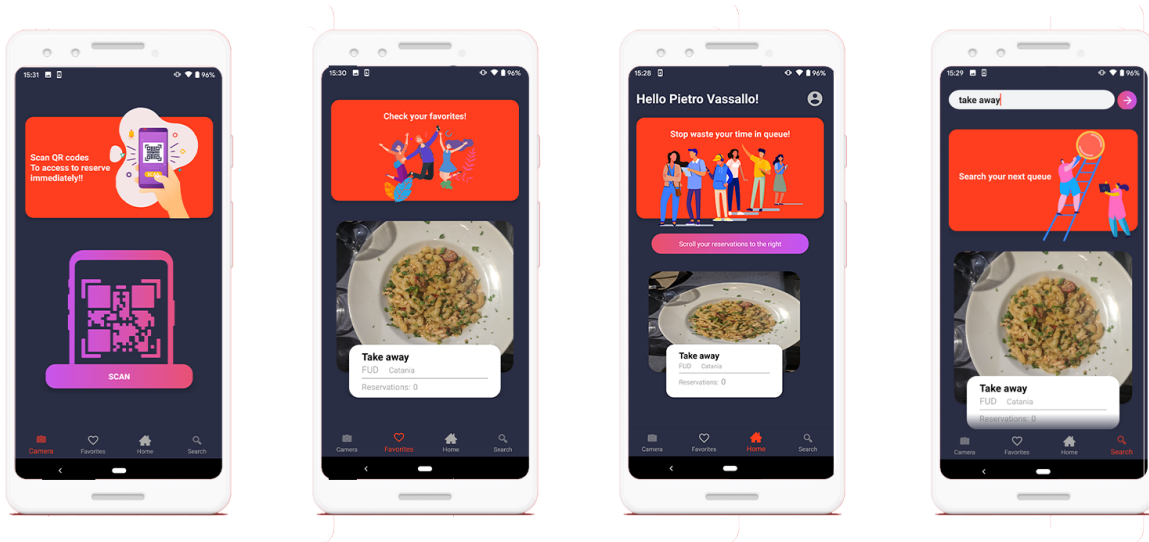 15:31
96%
Scan QR codes
To access to reserve
immediately!!
SCAN
SCAN
Camera
Favorites
Home
Search
15:30
96%
Check your favorites!
Take away
FUD Catania
Reservations: 0
Camera
Favorites
Home
Search
15:28
96%
Hello Pietro Vassallo!
Stop waste your time in queue!
Scroll your reservations to the right
Take away
FUD Catania
Reservations: 0
Camera
Favorites
Home
Search
15:29
96%
take away
Search your next queue
Take away
FUD Catania
Reservations: 0
Camera
Favorites
Home
Search